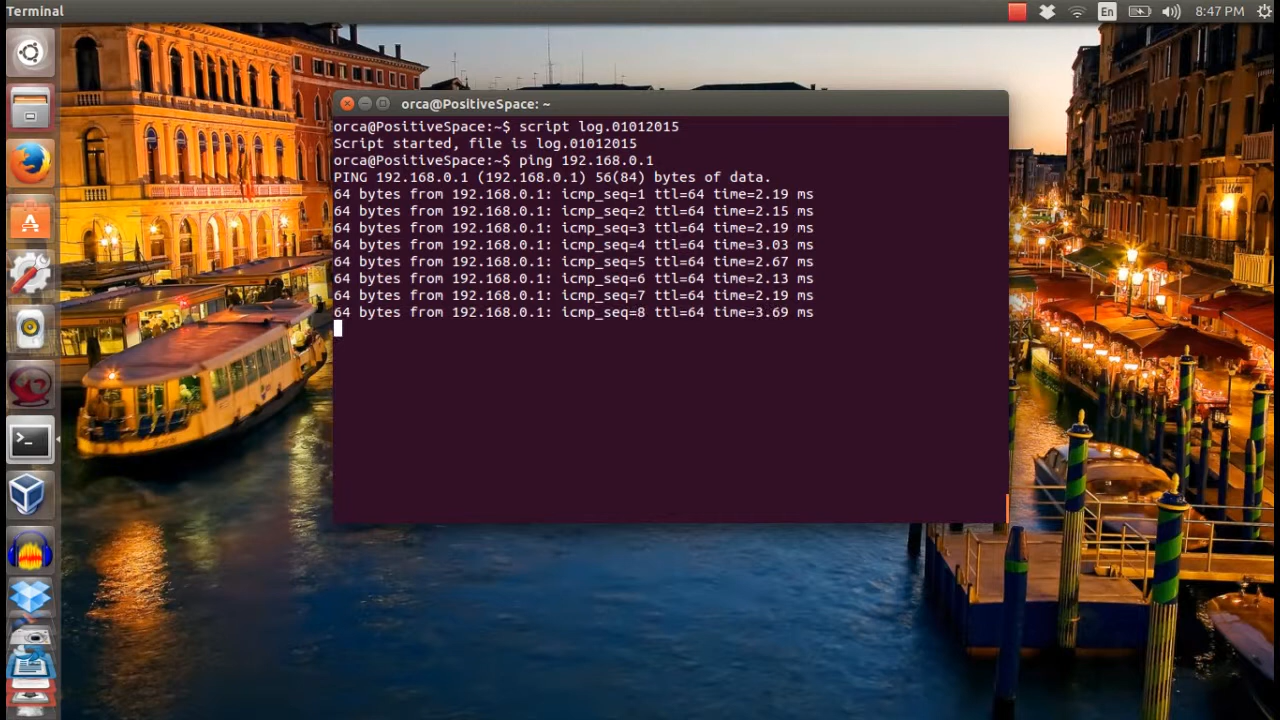 Terminal
En
8:47 PM
orca@PositiveSpace: ~
orca@PositiveSpace:~$ script log.01012015
Script started, file is log.01012015
orca@PositiveSpace:~$ ping 192.168.0.1
PING 192.168.0.1 (192.168.0.1) 56(84) bytes of data.
64 bytes from 192.168.0.1: icmp_seq=1 ttl=64 time=2.19 ms
64 bytes from 192.168.0.1: icmp_seq=2 ttl=64 time=2.15 ms
64 bytes from 192.168.0.1: icmp_seq=3 ttl=64 time=2.19 ms
64 bytes from 192.168.0.1: icmp_seq=4 ttl=64 time=3.03 ms
64 bytes from 192.168.0.1: icmp_seq=5 ttl=64 time=2.67 ms
64 bytes from 192.168.0.1: icmp_seq=6 ttl=64 time=2.13 ms
64 bytes from 192.168.0.1: icmp_seq=7 ttl=64 time=2.19 ms
64 bytes from 192.168.0.1: icmp_seq=8 ttl=64 time=3.69 ms